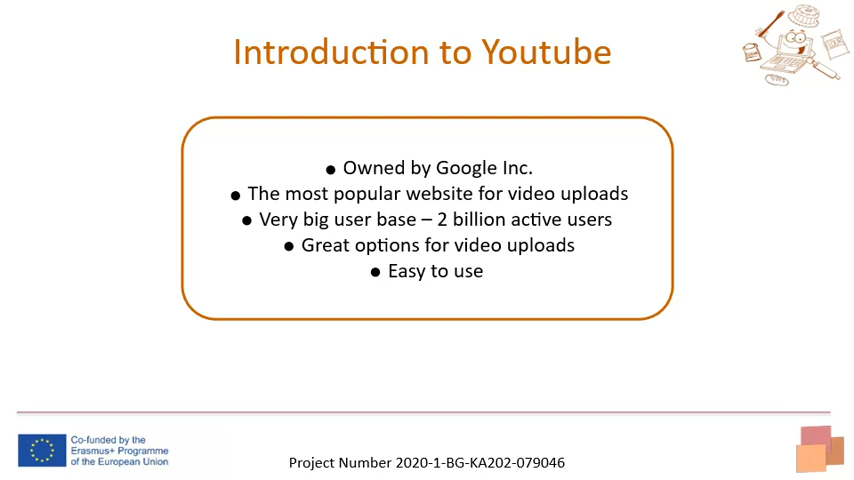 Introduction to Youtube
● Owned by Google Inc.
● The most popular website for video uploads
● Very big user base – 2 billion active users
● Great options for video uploads
● Easy to use
Co-funded by the
Erasmus+ Programme
of the European Union
Project Number 2020-1-BG-KA202-079046